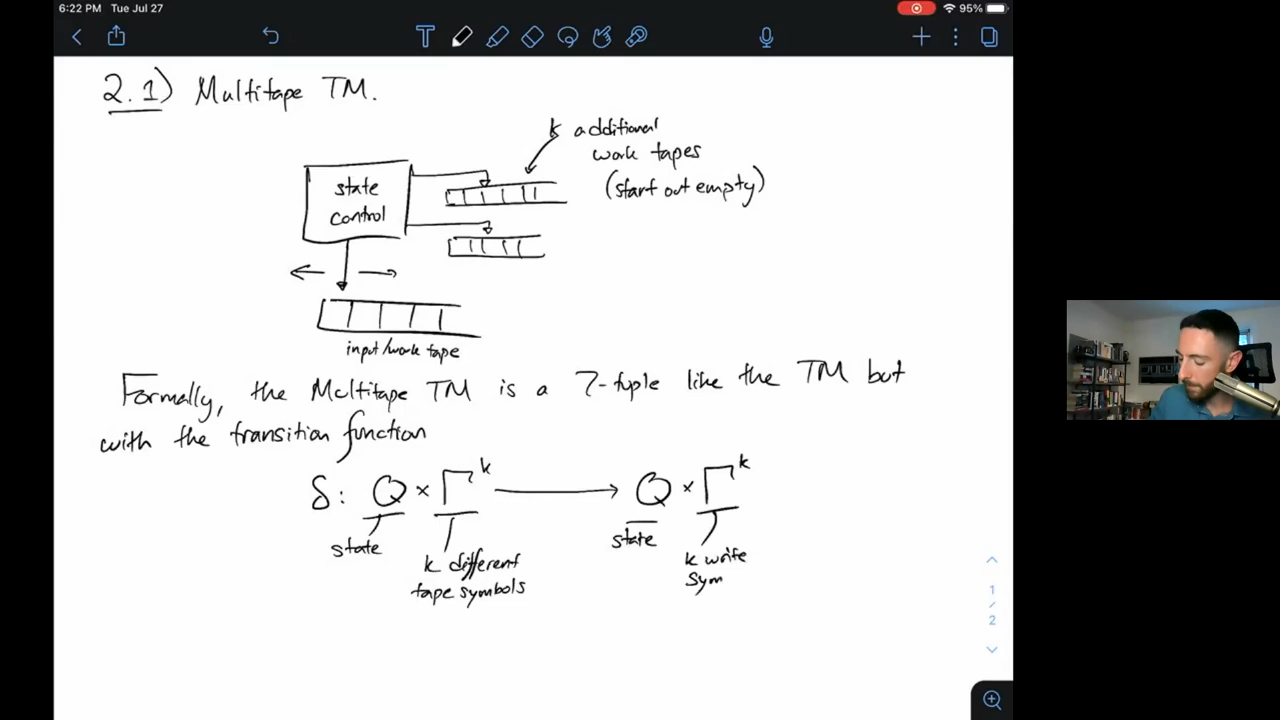 6:22 PM Tue Jul 27
95%
2.1) Multitape TM.
k additional
work tapes
(start out empty)
state
control
input/work tape
Formally, the Multitape TM is a 7-tuple like the TM but
with the transition function
δ: Q × Γ^k ⟶ Q × Γ^k
state
k different
tape symbols
state
k write
sym
1
/
2